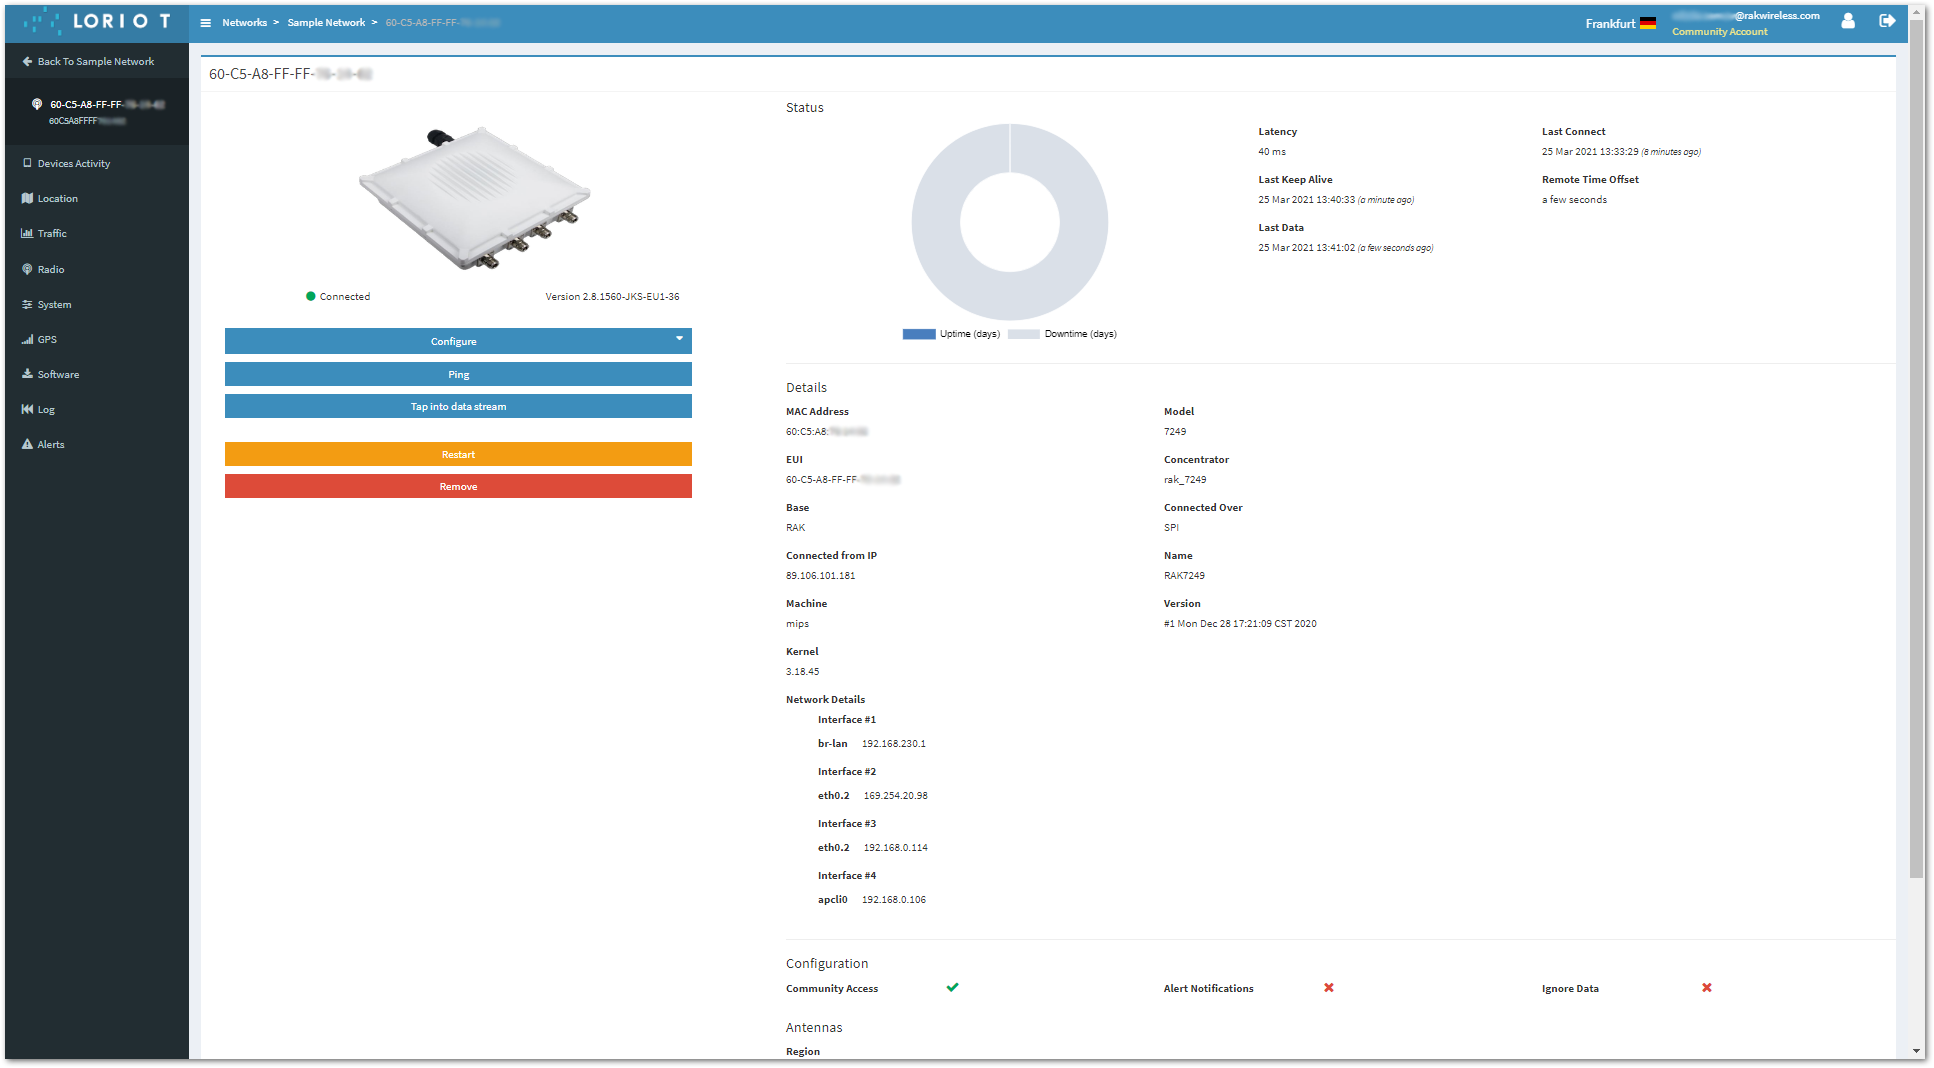 LORIOT
Networks > Sample Network > 60-C5-A8-FF-FF-
Frankfurt
@rakwireless.com
Community Account
Back To Sample Network
60-C5-A8-FF-FF-
60C5A8FFFF
Devices Activity
Location
Traffic
Radio
System
GPS
Software
Log
Alerts
60-C5-A8-FF-FF-
Connected
Version 2.8.1560-JKS-EU1-36
Configure
Ping
Tap into data stream
Restart
Remove
Status
Uptime (days)
Downtime (days)
Latency
40 ms
Last Keep Alive
25 Mar 2021 13:40:33 (a minute ago)
Last Data
25 Mar 2021 13:41:02 (a few seconds ago)
Last Connect
25 Mar 2021 13:33:29 (8 minutes ago)
Remote Time Offset
a few seconds
Details
MAC Address
60:C5:A8:
EUI
60-C5-A8-FF-FF-
Base
RAK
Connected from IP
89.106.101.181
Machine
mips
Kernel
3.18.45
Model
7249
Concentrator
rak_7249
Connected Over
SPI
Name
RAK7249
Version
#1 Mon Dec 28 17:21:09 CST 2020
Network Details
Interface #1
br-lan 192.168.230.1
Interface #2
eth0.2 169.254.20.98
Interface #3
eth0.2 192.168.0.114
Interface #4
apcli0 192.168.0.106
Configuration
Community Access
Alert Notifications
Ignore Data
Antennas
Region